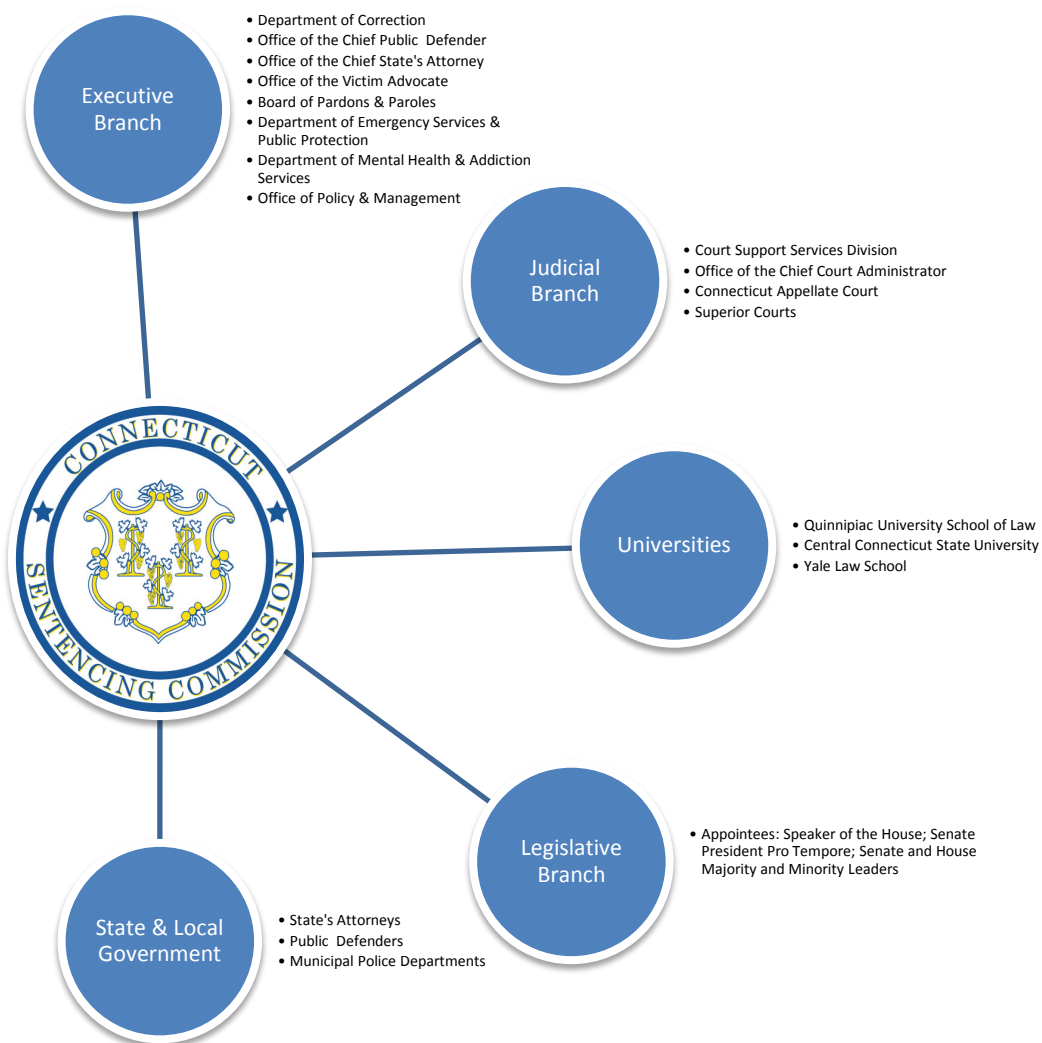 Executive
Branch
• Department of Correction
• Office of the Chief Public Defender
• Office of the Chief State's Attorney
• Office of the Victim Advocate
• Board of Pardons & Paroles
• Department of Emergency Services &
Public Protection
• Department of Mental Health & Addiction
Services
• Office of Policy & Management
Judicial
Branch
• Court Support Services Division
• Office of the Chief Court Administrator
• Connecticut Appellate Court
• Superior Courts
CONNECTICUT
SENTENCING COMMISSION
Universities
• Quinnipiac University School of Law
• Central Connecticut State University
• Yale Law School
Legislative
Branch
• Appointees: Speaker of the House; Senate
President Pro Tempore; Senate and House
Majority and Minority Leaders
State & Local
Government
• State's Attorneys
• Public Defenders
• Municipal Police Departments